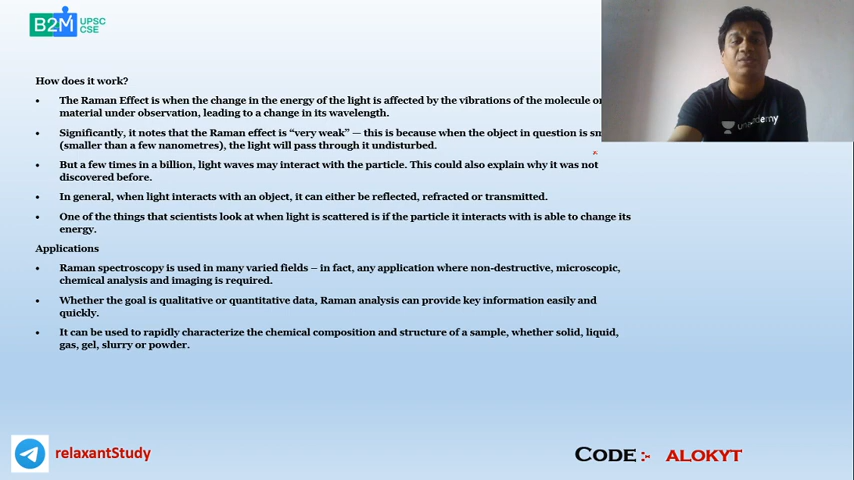 B2M UPSC
CSE
How does it work?
• The Raman Effect is when the change in the energy of the light is affected by the vibrations of the molecule or
material under observation, leading to a change in its wavelength.
• Significantly, it notes that the Raman effect is “very weak” — this is because when the object in question is
(smaller than a few nanometres), the light will pass through it undisturbed.
• But a few times in a billion, light waves may interact with the particle. This could also explain why it was not
discovered before.
• In general, when light interacts with an object, it can either be reflected, refracted or transmitted.
• One of the things that scientists look at when light is scattered is if the particle it interacts with is able to change its
energy.
Applications
• Raman spectroscopy is used in many varied fields – in fact, any application where non-destructive, microscopic,
chemical analysis and imaging is required.
• Whether the goal is qualitative or quantitative data, Raman analysis can provide key information easily and
quickly.
• It can be used to rapidly characterize the chemical composition and structure of a sample, whether solid, liquid,
gas, gel, slurry or powder.
relaxantStudy
CODE :- ALOKYT